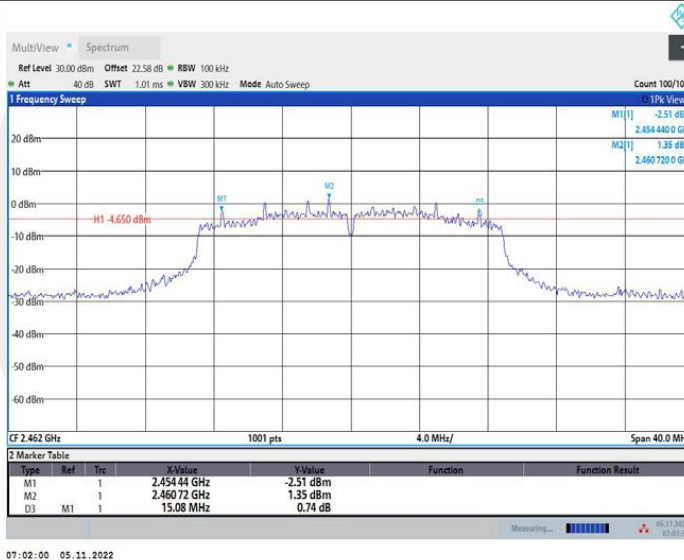 MultiView Spectrum
Ref Level 30.00 dBm Offset 22.58 dB RBW 100 kHz
Att 40 dB SWT 1.01 ms VBW 300 kHz Mode Auto Sweep Count 100/10
1 Frequency Sweep 1Pk View
M1[1] -2.51 dB
2.454 440 0 G
M2[1] 1.35 dB
2.460 720 0 G
20 dBm
10 dBm
0 dBm
M1
M2
D3
H1 -4.650 dBm
-10 dBm
-20 dBm
-30 dBm
-40 dBm
-50 dBm
-60 dBm
CF 2.462 GHz 1001 pts 4.0 MHz/ Span 40.0 MH
2 Marker Table
Type Ref Trc X-Value Y-Value Function Function Result
M1 1 2.454 44 GHz -2.51 dBm
M2 1 2.460 72 GHz 1.35 dBm
D3 M1 1 15.08 MHz 0.74 dB
Measuring...
07:02:00 05.11.2022